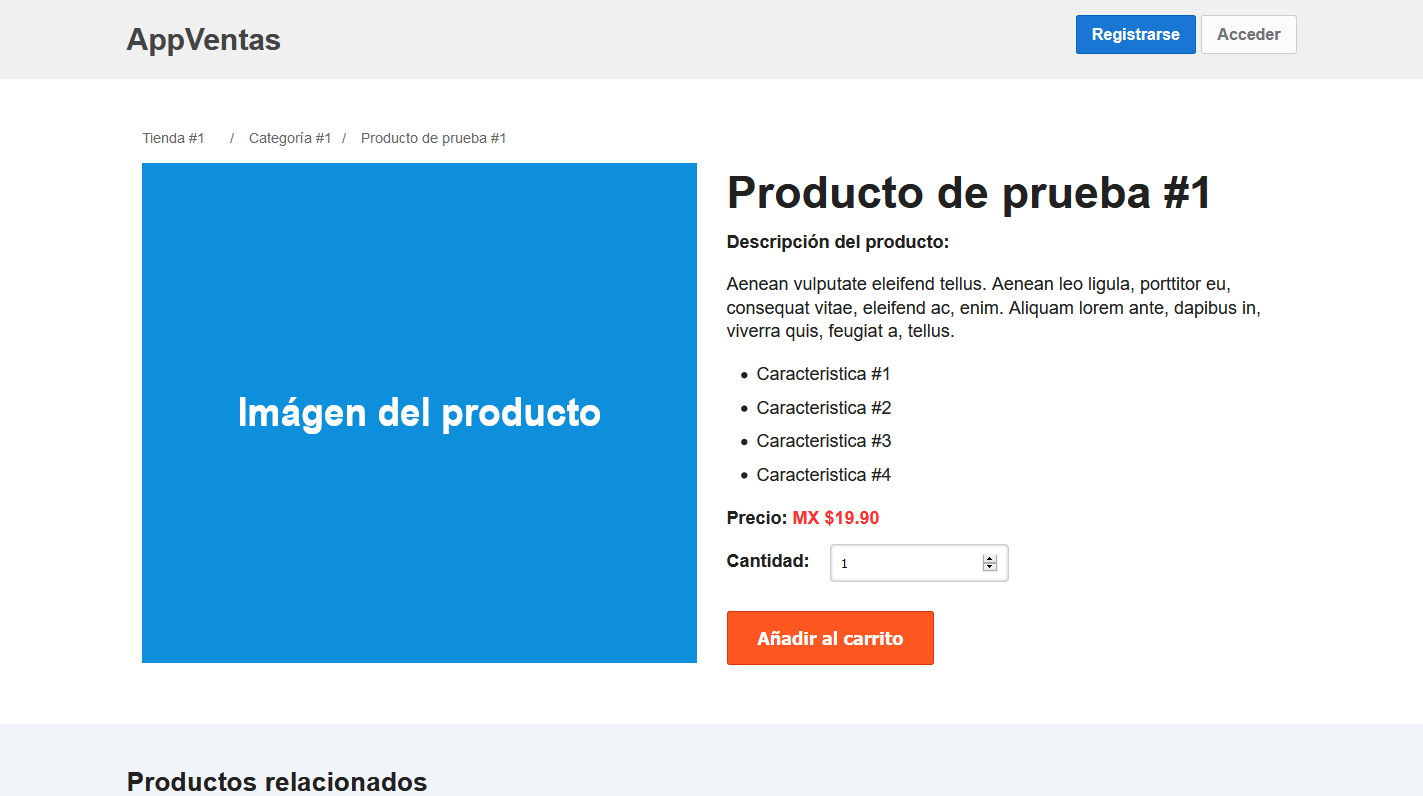 AppVentas
Registrarse
Acceder
Tienda #1 / Categoría #1 / Producto de prueba #1
Imágen del producto
Producto de prueba #1
Descripción del producto:
Aenean vulputate eleifend tellus. Aenean leo ligula, porttitor eu,
consequat vitae, eleifend ac, enim. Aliquam lorem ante, dapibus in,
viverra quis, feugiat a, tellus.
• Caracteristica #1
• Caracteristica #2
• Caracteristica #3
• Caracteristica #4
Precio: MX $19.90
Cantidad: 1
Añadir al carrito
Productos relacionados